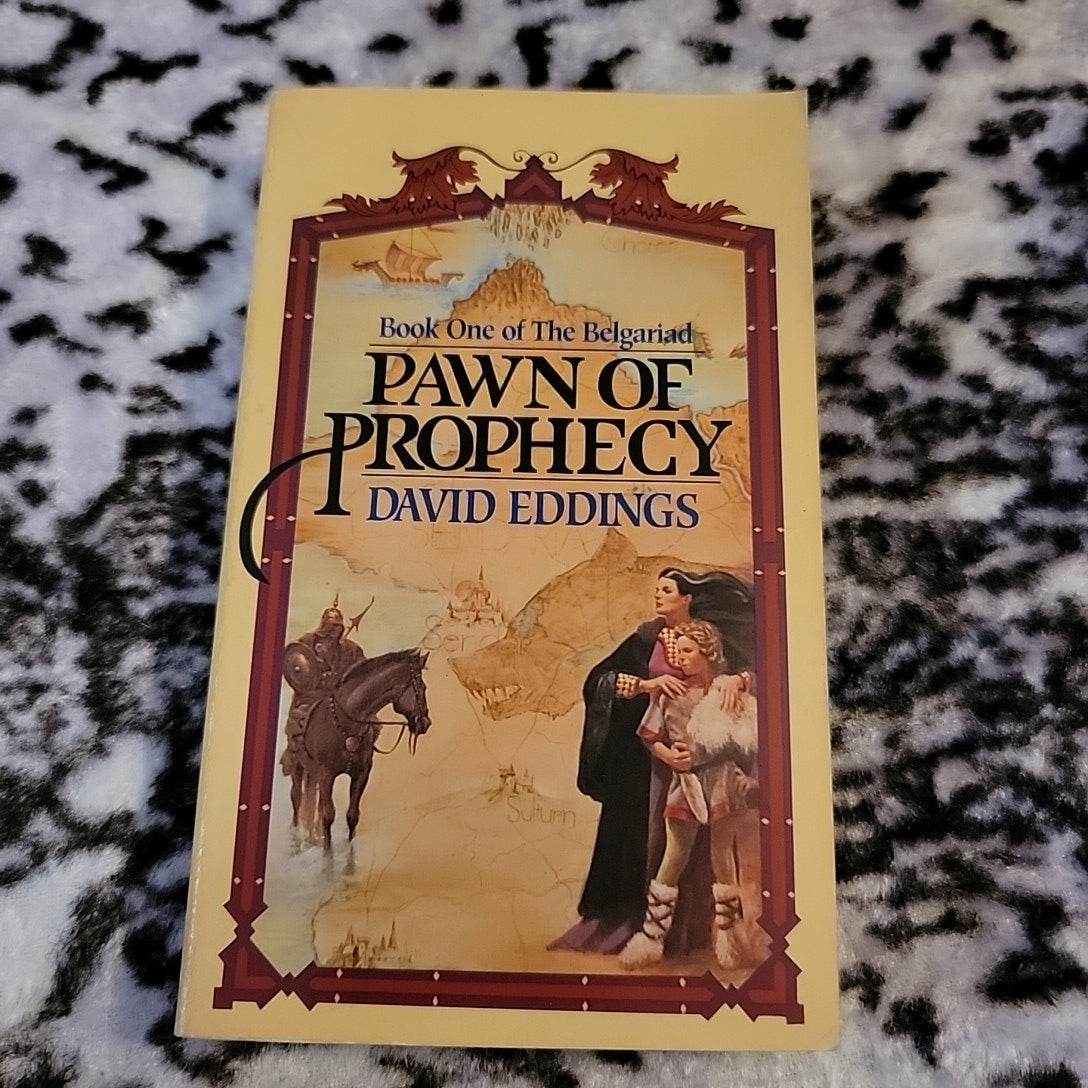 Book One of The Belgariad
PAWN OF
PROPHECY
DAVID EDDINGS
Sulturn